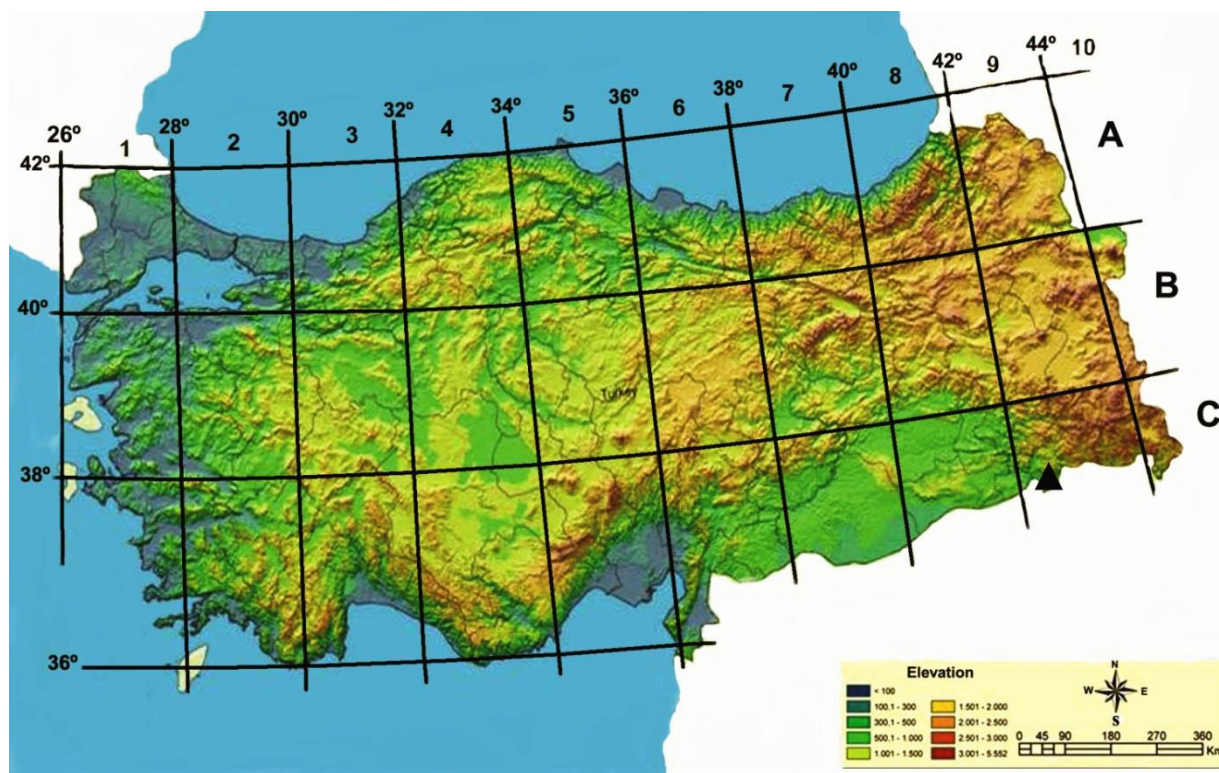 26º 28º 30º 32º 34º 36º 38º 40º 42º 44º
1 2 3 4 5 6 7 8 9 10
42º
40º
38º
36º
A
B
C
Turkey
Elevation
< 100
100,1 - 300
300,1 - 500
500,1 - 1.000
1.001 - 1.500
1.501 - 2.000
2.001 - 2.500
2.501 - 3.000
3.001 - 5.552
N
W E
S
0 45 90 180 270 360
Km